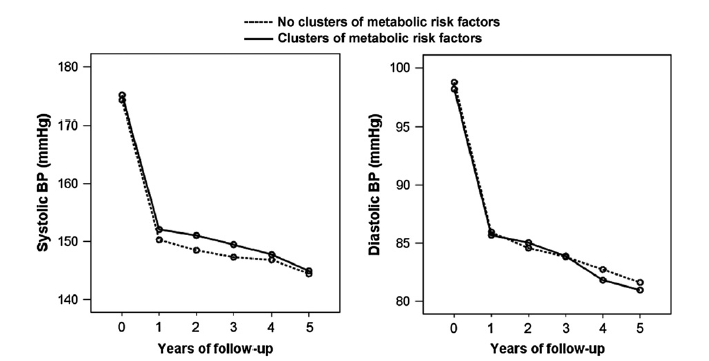 No clusters of metabolic risk factors
Clusters of metabolic risk factors
Systolic BP (mmHg)
180
170
160
150
140
0 1 2 3 4 5
Years of follow-up
Diastolic BP (mmHg)
100
95
90
85
80
0 1 2 3 4 5
Years of follow-up